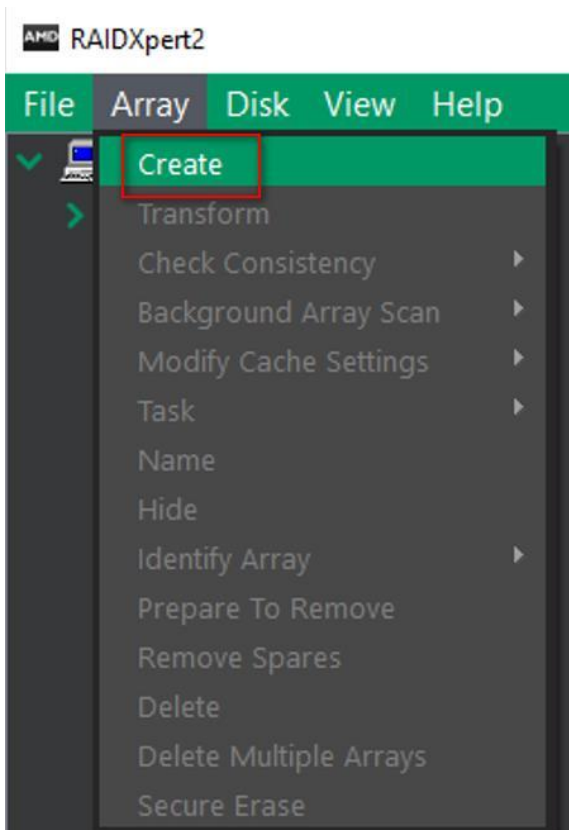 AMD RAIDXpert2
File Array Disk View Help
Create
Transform
Check Consistency
Background Array Scan
Modify Cache Settings
Task
Name
Hide
Identify Array
Prepare To Remove
Remove Spares
Delete
Delete Multiple Arrays
Secure Erase